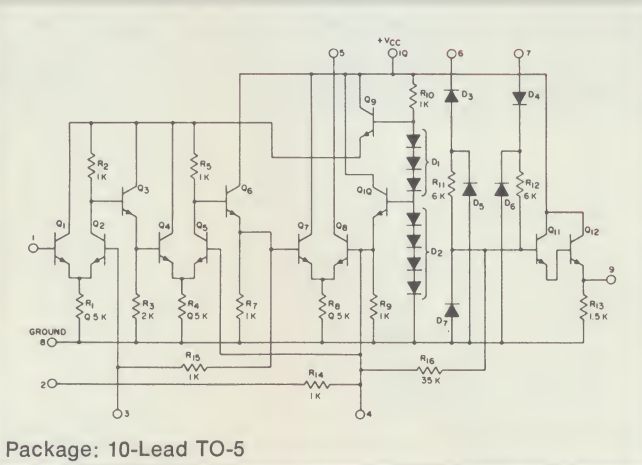 +VCC
5 10 6 7
Q9 R10 1K D3 D4
R2 1K R5 1K D1
Q3 Q6 R11 6K R12 6K
Q10 D5 D6
Q1 Q2 Q4 Q5 Q7 Q8 D2 Q11 Q12
1 9
R1 0.5K R3 2K R4 0.5K R7 1K R8 0.5K R9 1K D7 R13 1.5K
GROUND
8
R15 1K R16 35K
2 R14 1K
3 4
Package: 10-Lead TO-5